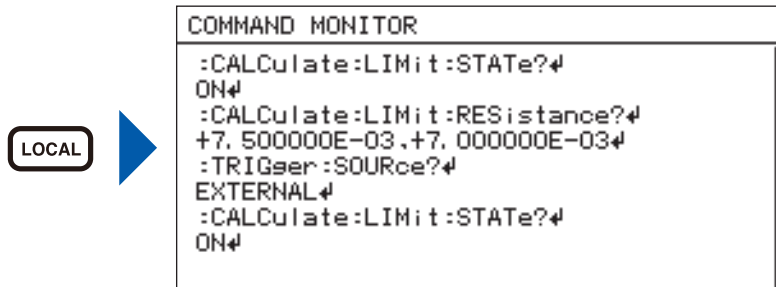 COMMAND MONITOR
:CALCulate:LIMit:STATe?↲
ON↲
:CALCulate:LIMit:RESistance?↲
+7.500000E-03,+7.000000E-03↲
:TRIGger:SOURce?↲
EXTERNAL↲
:CALCulate:LIMit:STATe?↲
ON↲
LOCAL